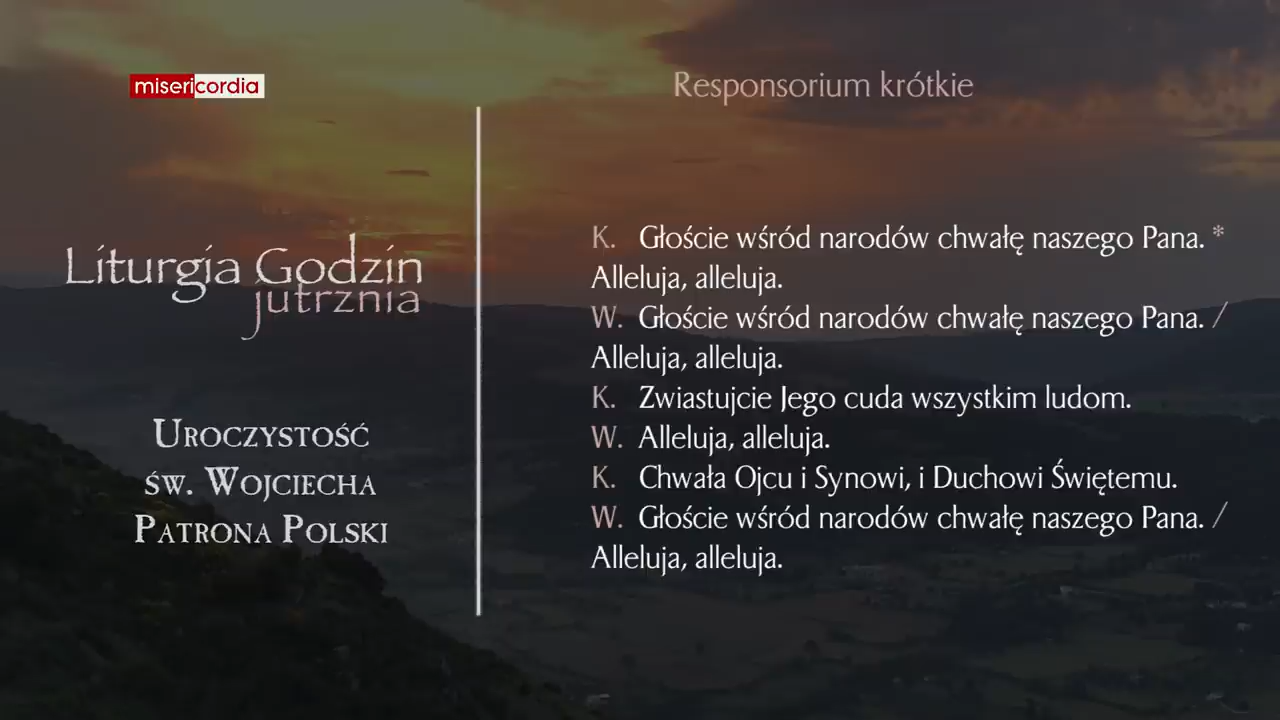 misericordia
Responsorium krótkie
Liturgia Godzin
jutrznia
Uroczystość
św. Wojciecha
Patrona Polski
K. Głoście wśród narodów chwałę naszego Pana. *
Alleluja, alleluja.
W. Głoście wśród narodów chwałę naszego Pana. /
Alleluja, alleluja.
K. Zwiastujcie Jego cuda wszystkim ludom.
W. Alleluja, alleluja.
K. Chwała Ojcu i Synowi, i Duchowi Świętemu.
W. Głoście wśród narodów chwałę naszego Pana. /
Alleluja, alleluja.